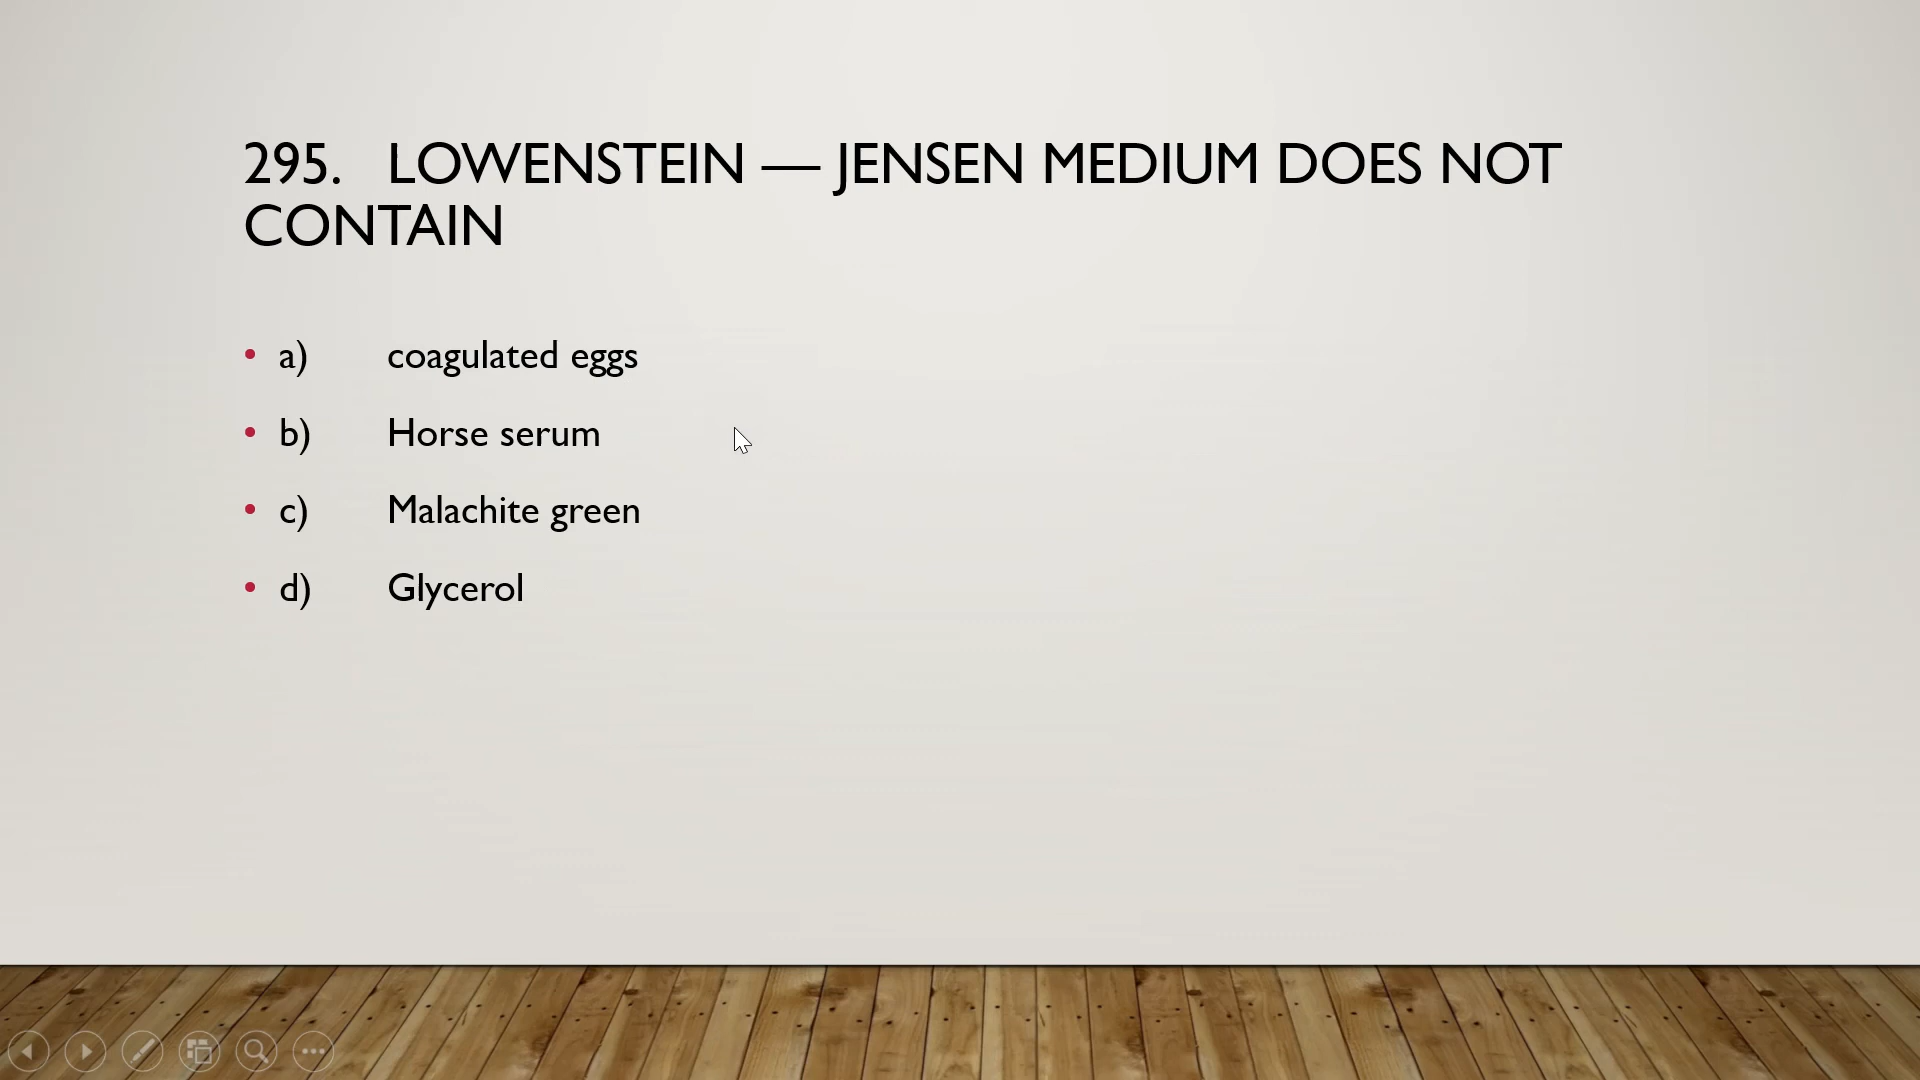 295. LOWENSTEIN — JENSEN MEDIUM DOES NOT
CONTAIN
• a) coagulated eggs
• b) Horse serum
• c) Malachite green
• d) Glycerol